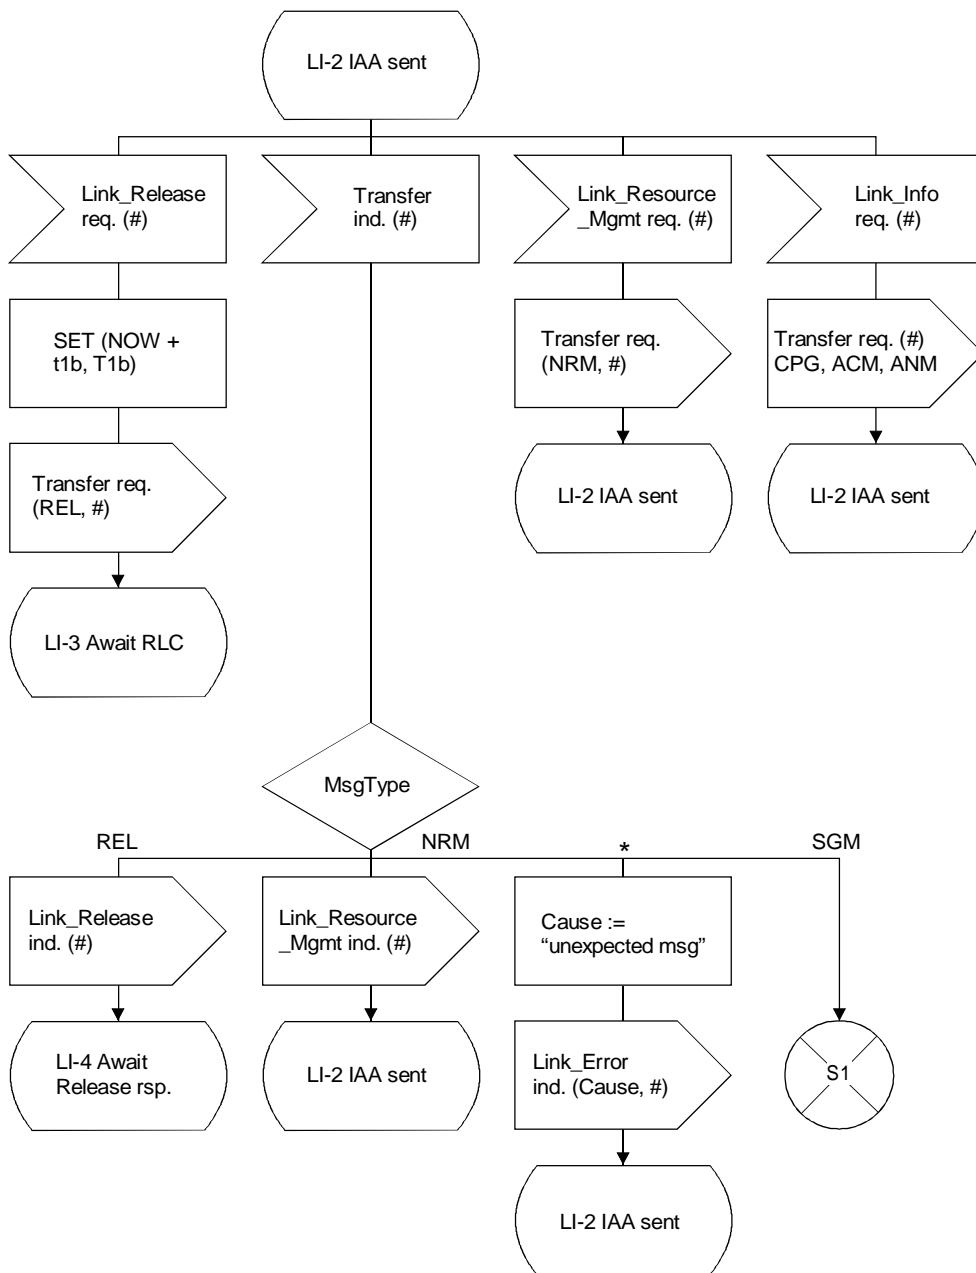 LI-2 IAA sent
Link_Release
req. (#)
Transfer
ind. (#)
Link_Resource
_Mgmt req. (#)
Link_Info
req. (#)
SET (NOW +
t1b, T1b)
Transfer req.
(NRM, #)
Transfer req. (#)
CPG, ACM, ANM
Transfer req.
(REL, #)
LI-2 IAA sent
LI-2 IAA sent
LI-3 Await RLC
MsgType
REL
NRM
*
SGM
Link_Release
ind. (#)
Link_Resource
_Mgmt ind. (#)
Cause :=
“unexpected msg”
LI-4 Await
Release rsp.
LI-2 IAA sent
Link_Error
ind. (Cause, #)
S1
LI-2 IAA sent